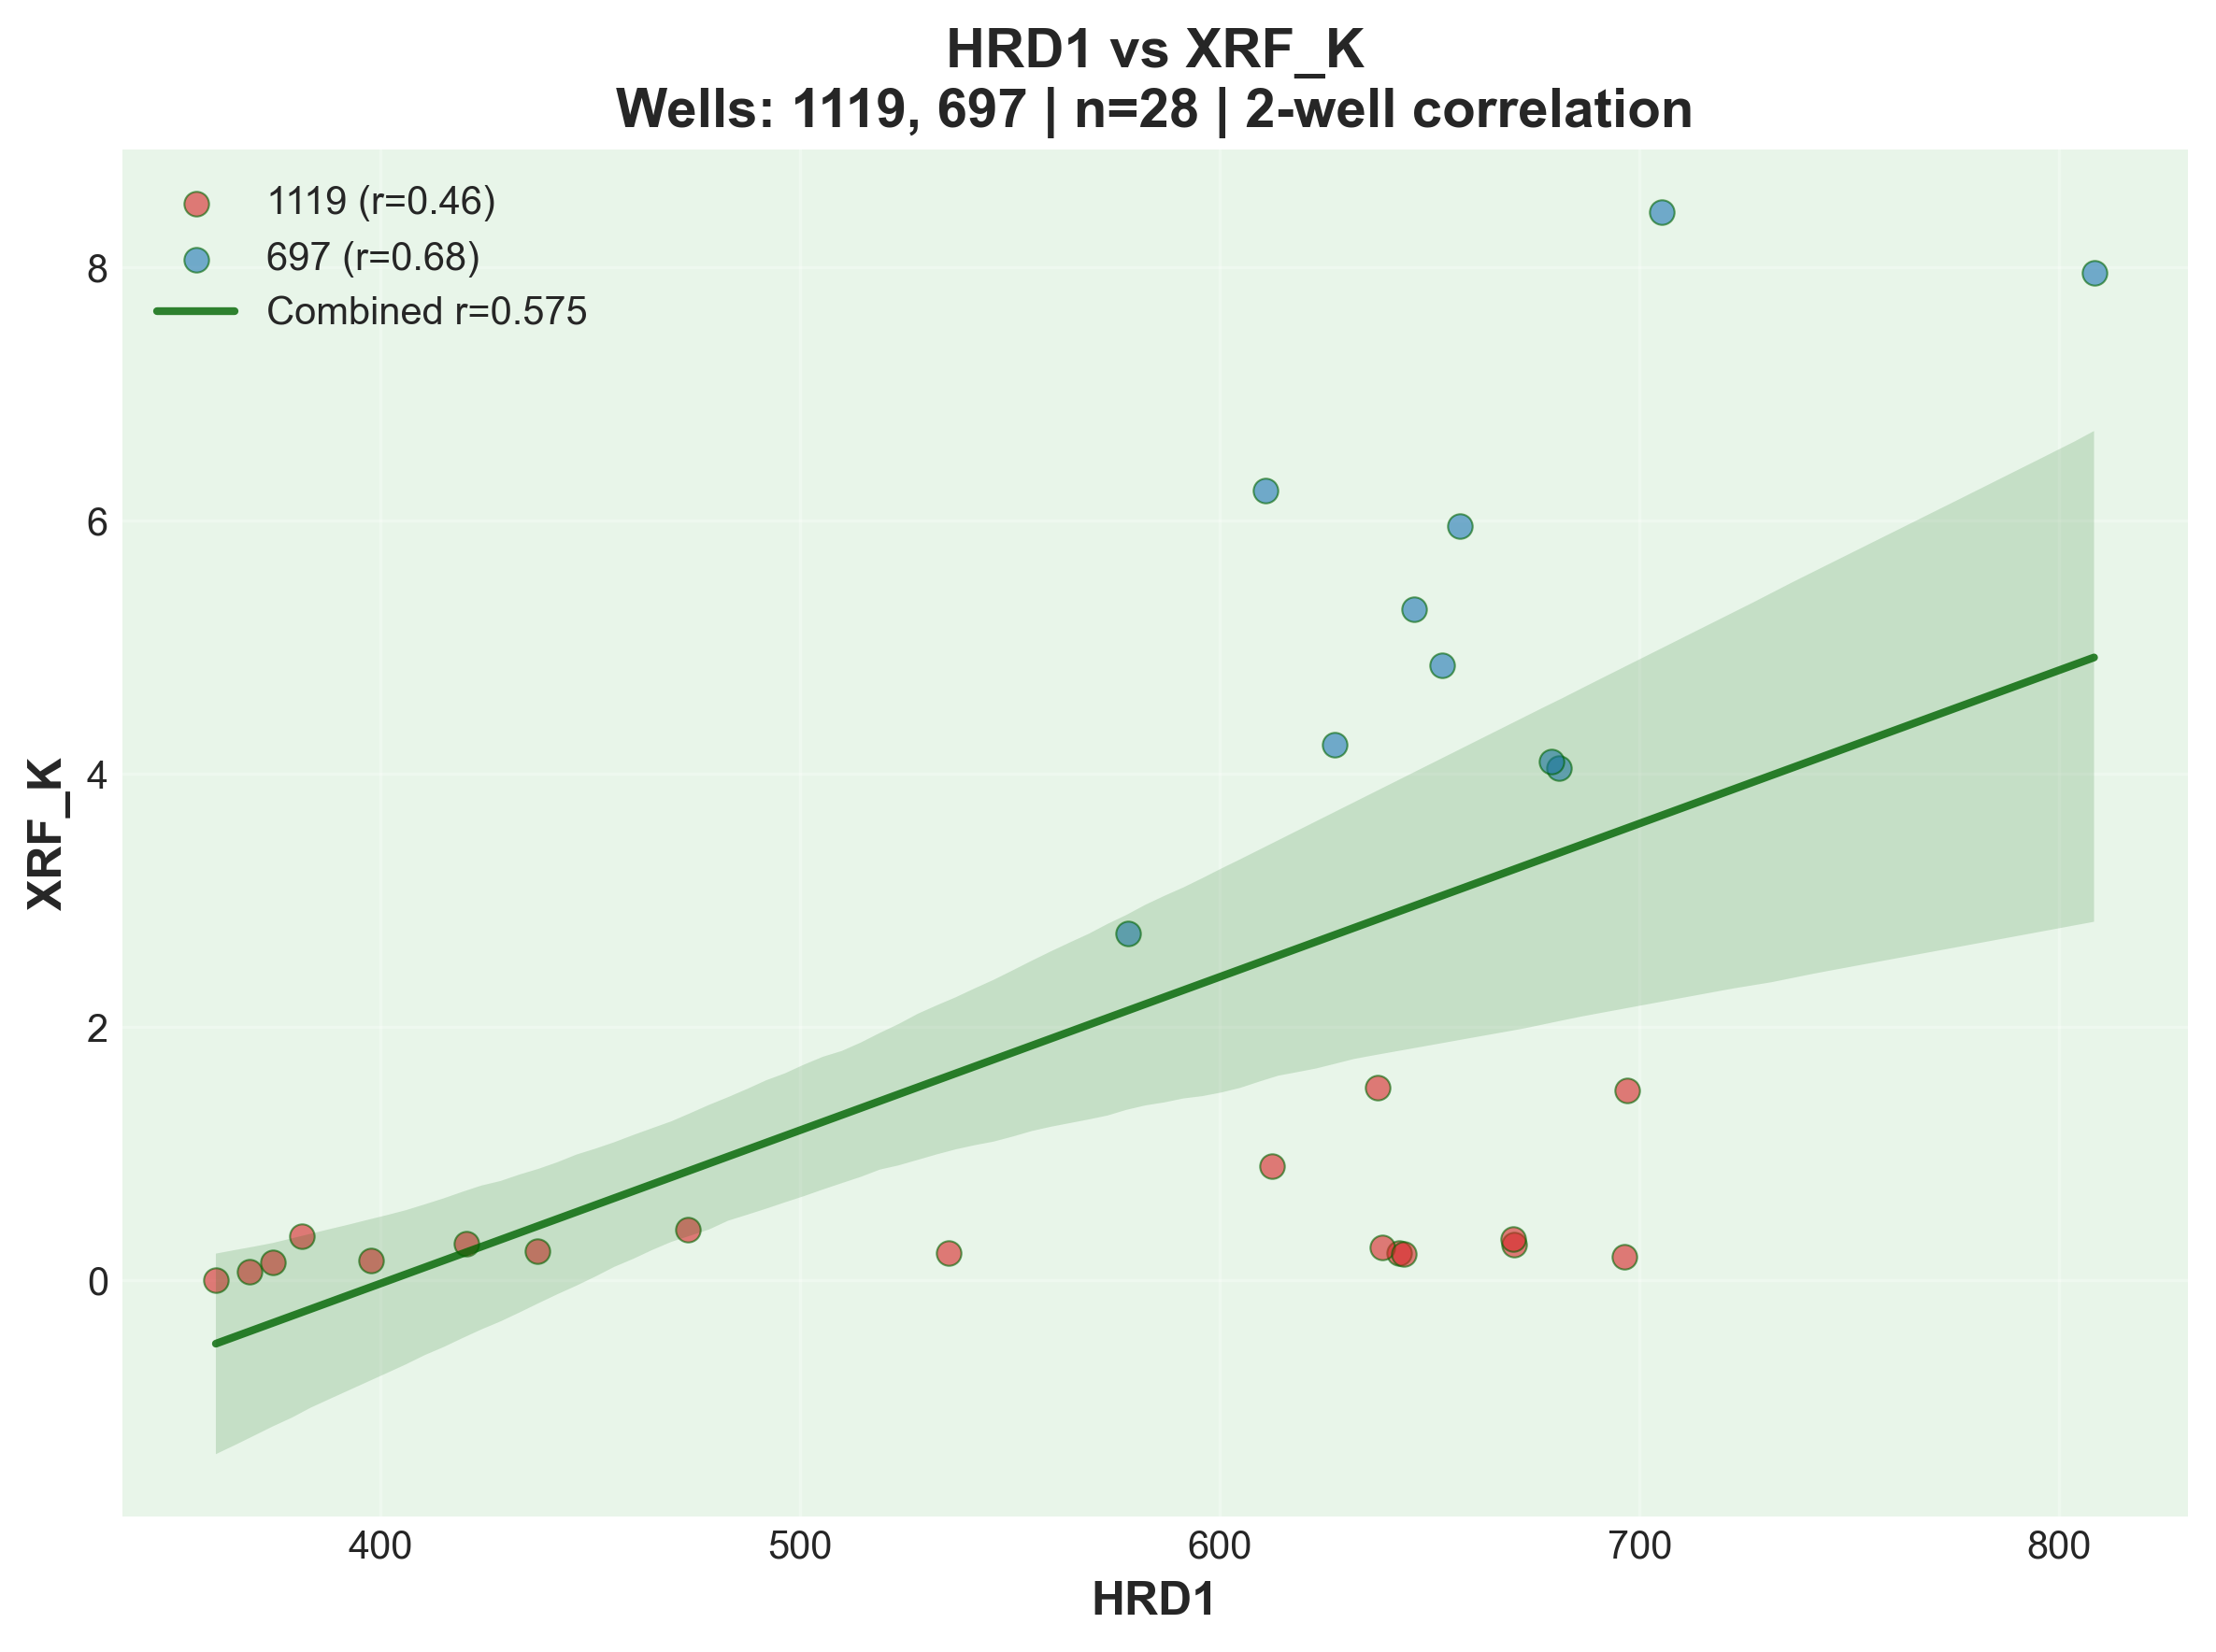 HRD1 vs XRF_K
Wells: 1119, 697 | n=28 | 2-well correlation
1119 (r=0.46)
697 (r=0.68)
Combined r=0.575
8
6
4
2
0
XRF_K
400
500
600
700
800
HRD1